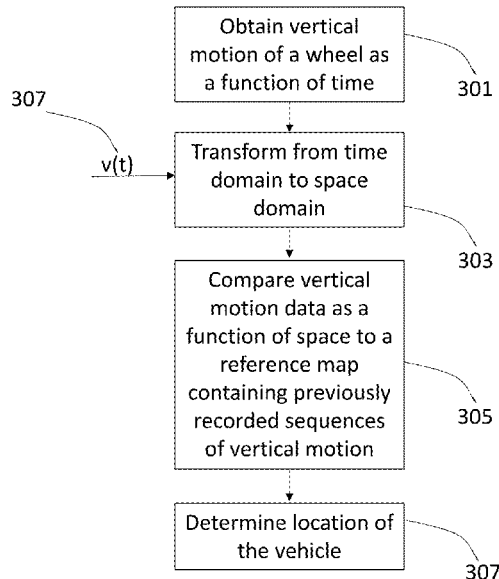 Obtain vertical
motion of a wheel as
a function of time
301
307
v(t)
Transform from time
domain to space
domain
303
Compare vertical
motion data as a
function of space to a
reference map
containing previously
recorded sequences
of vertical motion
305
Determine location of
the vehicle
307